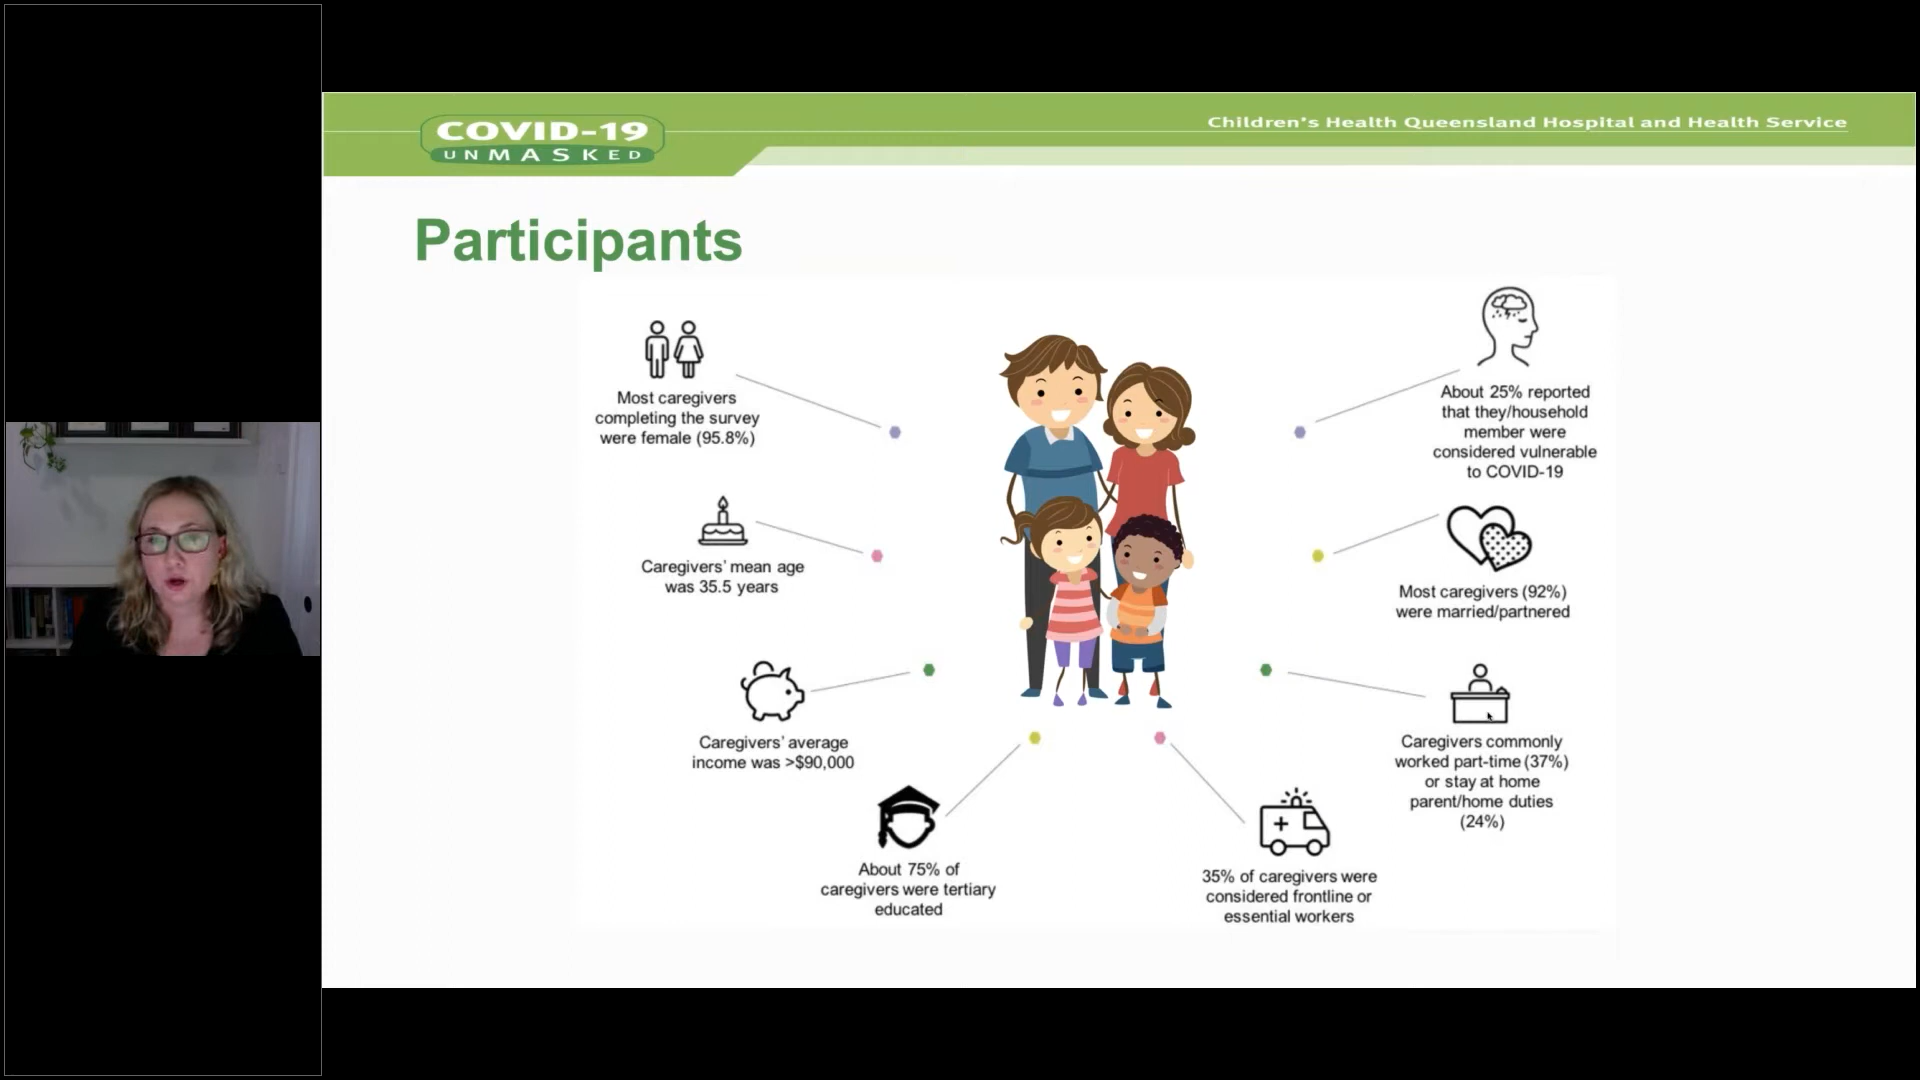 COVID-19
UNMASKED
Children's Health Queensland Hospital and Health Service
Participants
Most caregivers
completing the survey
were female (95.8%)
Caregivers' mean age
was 35.5 years
Caregivers' average
income was >$90,000
About 75% of
caregivers were tertiary
educated
35% of caregivers were
considered frontline or
essential workers
About 25% reported
that they/household
member were
considered vulnerable
to COVID-19
Most caregivers (92%)
were married/partnered
Caregivers commonly
worked part-time (37%)
or stay at home
parent/home duties
(24%)